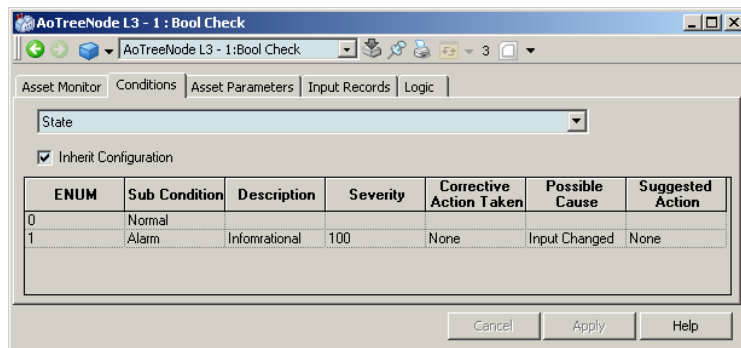 AoTreeNode L3 - 1 : Bool Check
AoTreeNode L3 - 1:Bool Check 3
Asset Monitor Conditions Asset Parameters Input Records Logic
State
Inherit Configuration
ENUM Sub Condition Description Severity Corrective Action Taken Possible Cause Suggested Action
0 Normal
1 Alarm Infomrational 100 None Input Changed None
Cancel Apply Help